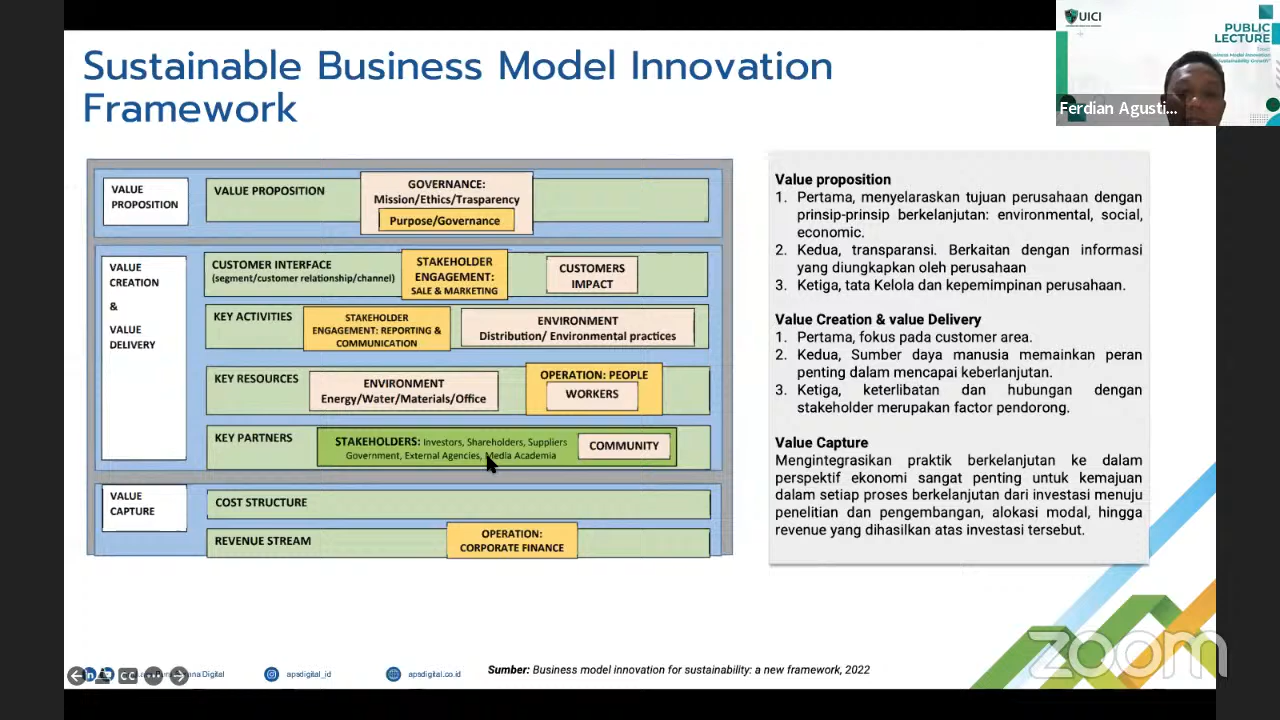 UICI
PUBLIC
LECTURE
Ferdian Agusti...
Sustainable Business Model Innovation
Framework
VALUE
PROPOSITION
VALUE PROPOSITION
GOVERNANCE:
Mission/Ethics/Trasparency
Purpose/Governance
VALUE
CREATION
&
VALUE
DELIVERY
CUSTOMER INTERFACE
(segment/customer relationship/channel)
STAKEHOLDER
ENGAGEMENT:
SALE & MARKETING
CUSTOMERS
IMPACT
KEY ACTIVITIES
STAKEHOLDER
ENGAGEMENT: REPORTING &
COMMUNICATION
ENVIRONMENT
Distribution/ Environmental practices
KEY RESOURCES
ENVIRONMENT
Energy/Water/Materials/Office
OPERATION: PEOPLE
WORKERS
KEY PARTNERS
STAKEHOLDERS: Investors, Shareholders, Suppliers
Government, External Agencies, Media Academia
COMMUNITY
VALUE
CAPTURE
COST STRUCTURE
REVENUE STREAM
OPERATION:
CORPORATE FINANCE
Value proposition
1. Pertama, menyelaraskan tujuan perusahaan dengan
prinsip-prinsip berkelanjutan: environmental, social,
economic.
2. Kedua, transparansi. Berkaitan dengan informasi
yang diungkapkan oleh perusahaan
3. Ketiga, tata Kelola dan kepemimpinan perusahaan.
Value Creation & value Delivery
1. Pertama, fokus pada customer area.
2. Kedua, Sumber daya manusia memainkan peran
penting dalam mencapai keberlanjutan.
3. Ketiga, keterlibatan dan hubungan dengan
stakeholder merupakan factor pendorong.
Value Capture
Mengintegrasikan praktik berkelanjutan ke dalam
perspektif ekonomi sangat penting untuk kemajuan
dalam setiap proses berkelanjutan dari investasi menuju
penelitian dan pengembangan, alokasi modal, hingga
revenue yang dihasilkan atas investasi tersebut.
zoom
CC
Digital
apsdigital_id
apsdigital.co.id
Sumber: Business model innovation for sustainability: a new framework, 2022